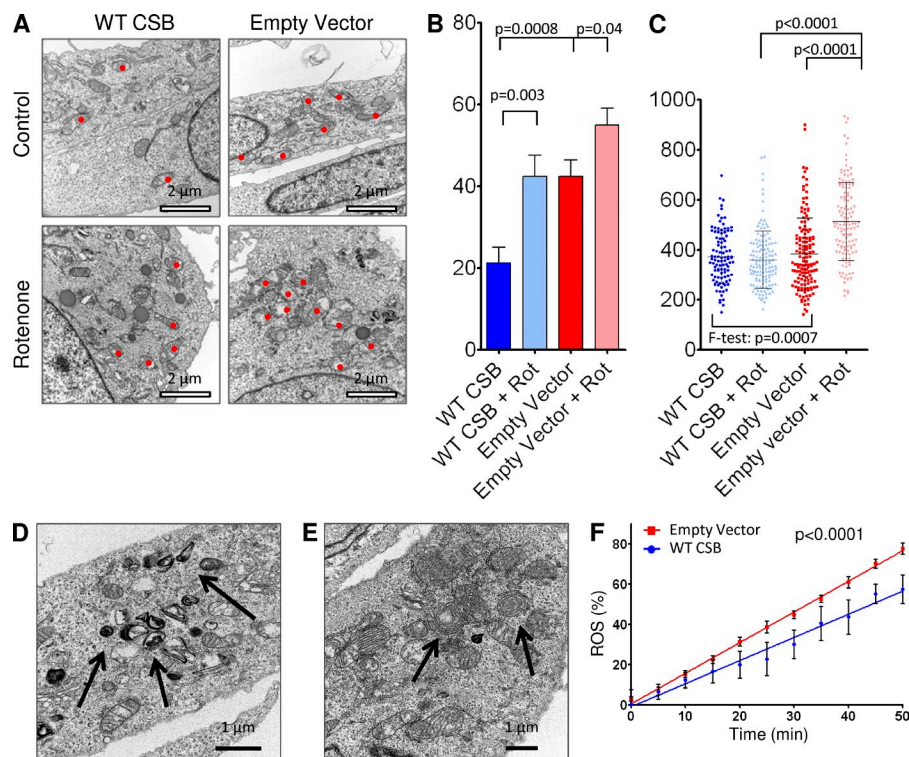 A
WT CSB
Empty Vector
Control
2 µm
2 µm
Rotenone
2 µm
2 µm
B
80
60
40
20
0
p=0.0008
p=0.04
p=0.003
WT CSB
WT CSB + Rot
Empty Vector
Empty Vector + Rot
C
p<0.0001
p<0.0001
1000
800
600
400
200
0
F-test: p=0.0007
WT CSB
WT CSB + Rot
Empty Vector
Empty vector + Rot
D
1 µm
E
1 µm
F
Empty Vector
WT CSB
p<0.0001
ROS (%)
80
60
40
20
0
0
10
20
30
40
50
Time (min)